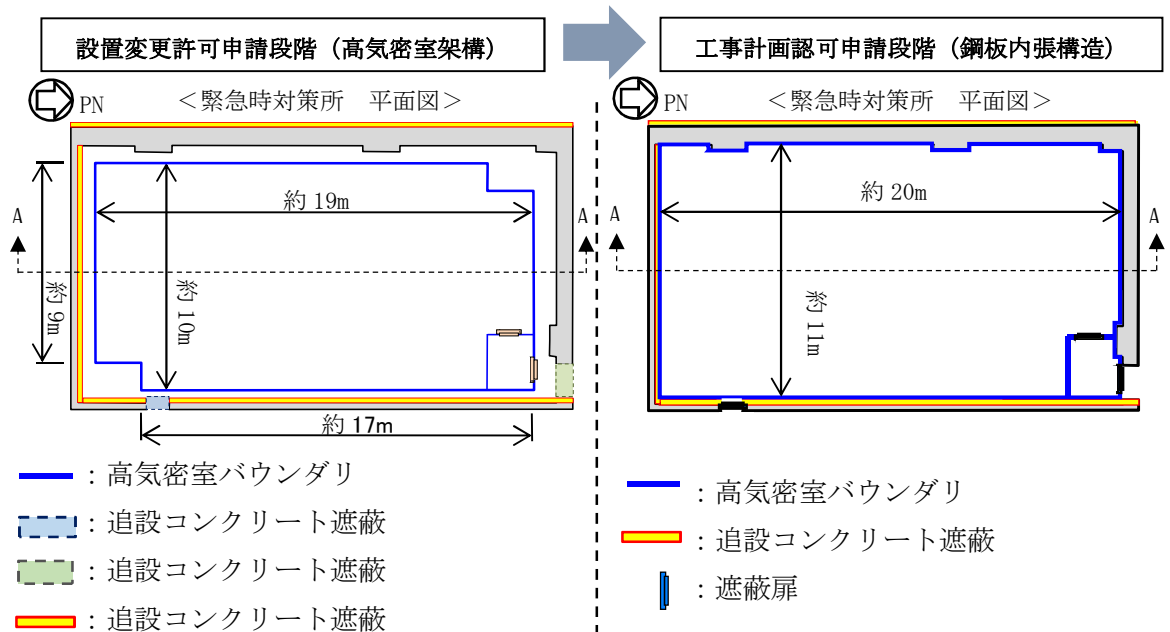 設置変更許可申請段階（高気密室架構）
PN
＜緊急時対策所　平面図＞
約 19m
A
A
約 9m
約 10m
約 17m
：高気密室バウンダリ
：追設コンクリート遮蔽
：追設コンクリート遮蔽
：追設コンクリート遮蔽
工事計画認可申請段階（鋼板内張構造）
PN
＜緊急時対策所　平面図＞
約 20m
A
A
約 11m
：高気密室バウンダリ
：追設コンクリート遮蔽
：遮蔽扉